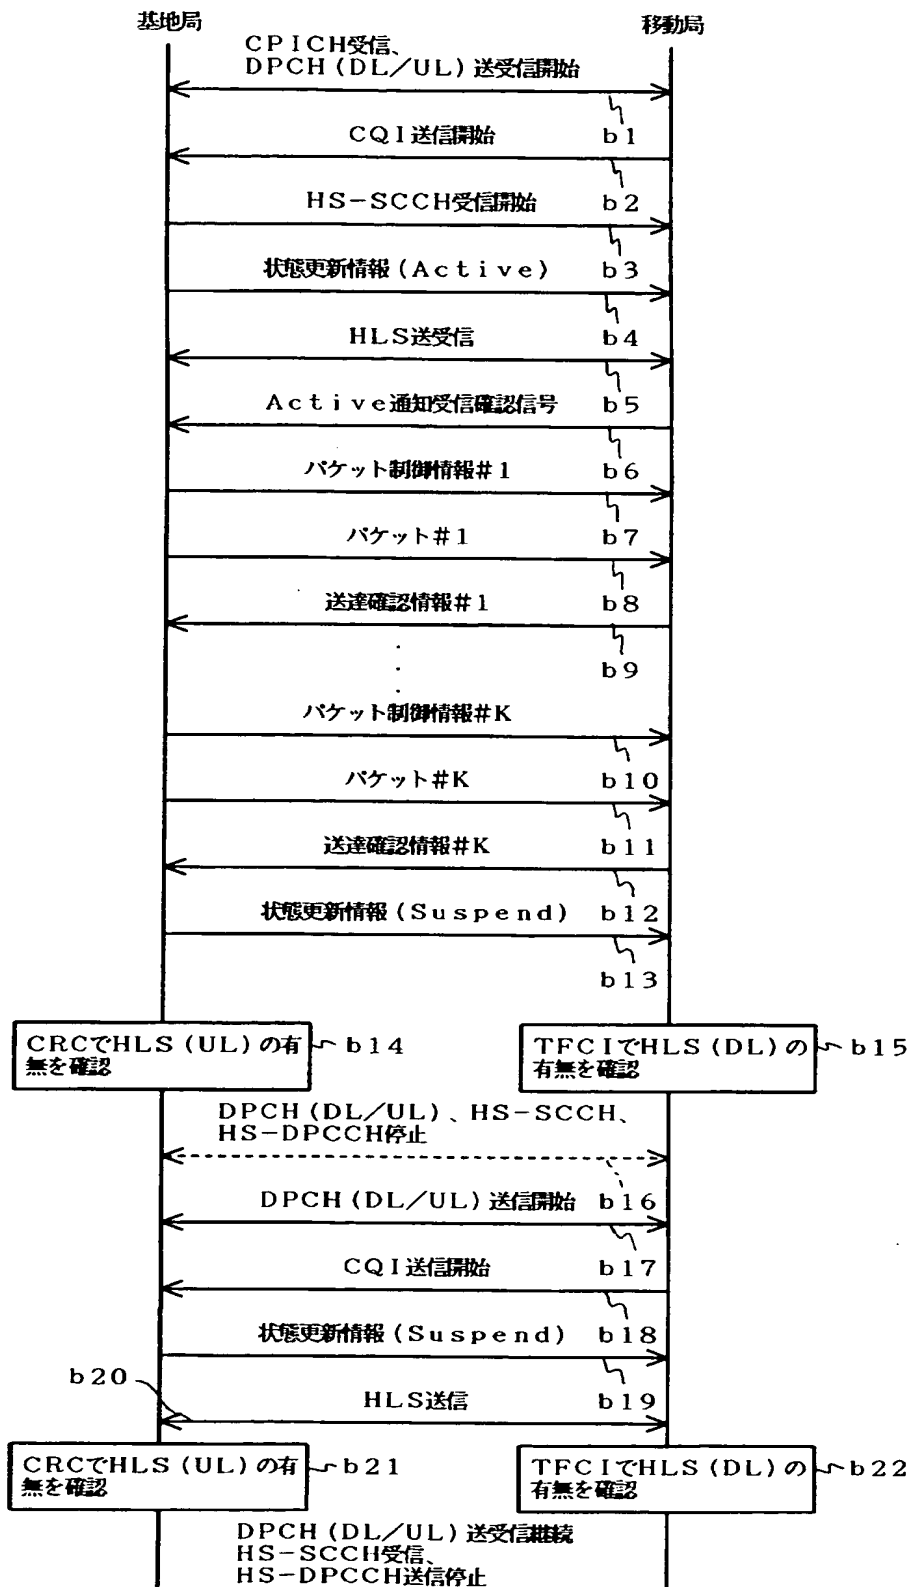 基地局
移動局
CPICH受信、
DPCH(DL/UL)送受信開始
b1
CQI送信開始
b2
HS-SCCH受信開始
b3
状態更新情報(Active)
b4
HLS送受信
b5
Active通知受信確認信号
b6
パケット制御情報#1
b7
パケット#1
b8
送達確認情報#1
b9
パケット制御情報#K
b10
パケット#K
b11
送達確認情報#K
b12
状態更新情報(Suspend)
b13
CRCでHLS(UL)の有
無を確認
b14
TFCIでHLS(DL)の
有無を確認
b15
DPCH(DL/UL)、HS-SCCH、
HS-DPCCH停止
b16
DPCH(DL/UL)送信開始
b17
CQI送信開始
b18
状態更新情報(Suspend)
b19
b20
HLS送信
CRCでHLS(UL)の有
無を確認
b21
TFCIでHLS(DL)の
有無を確認
b22
DPCH(DL/UL)送受信継続
HS-SCCH受信、
HS-DPCCH送信停止